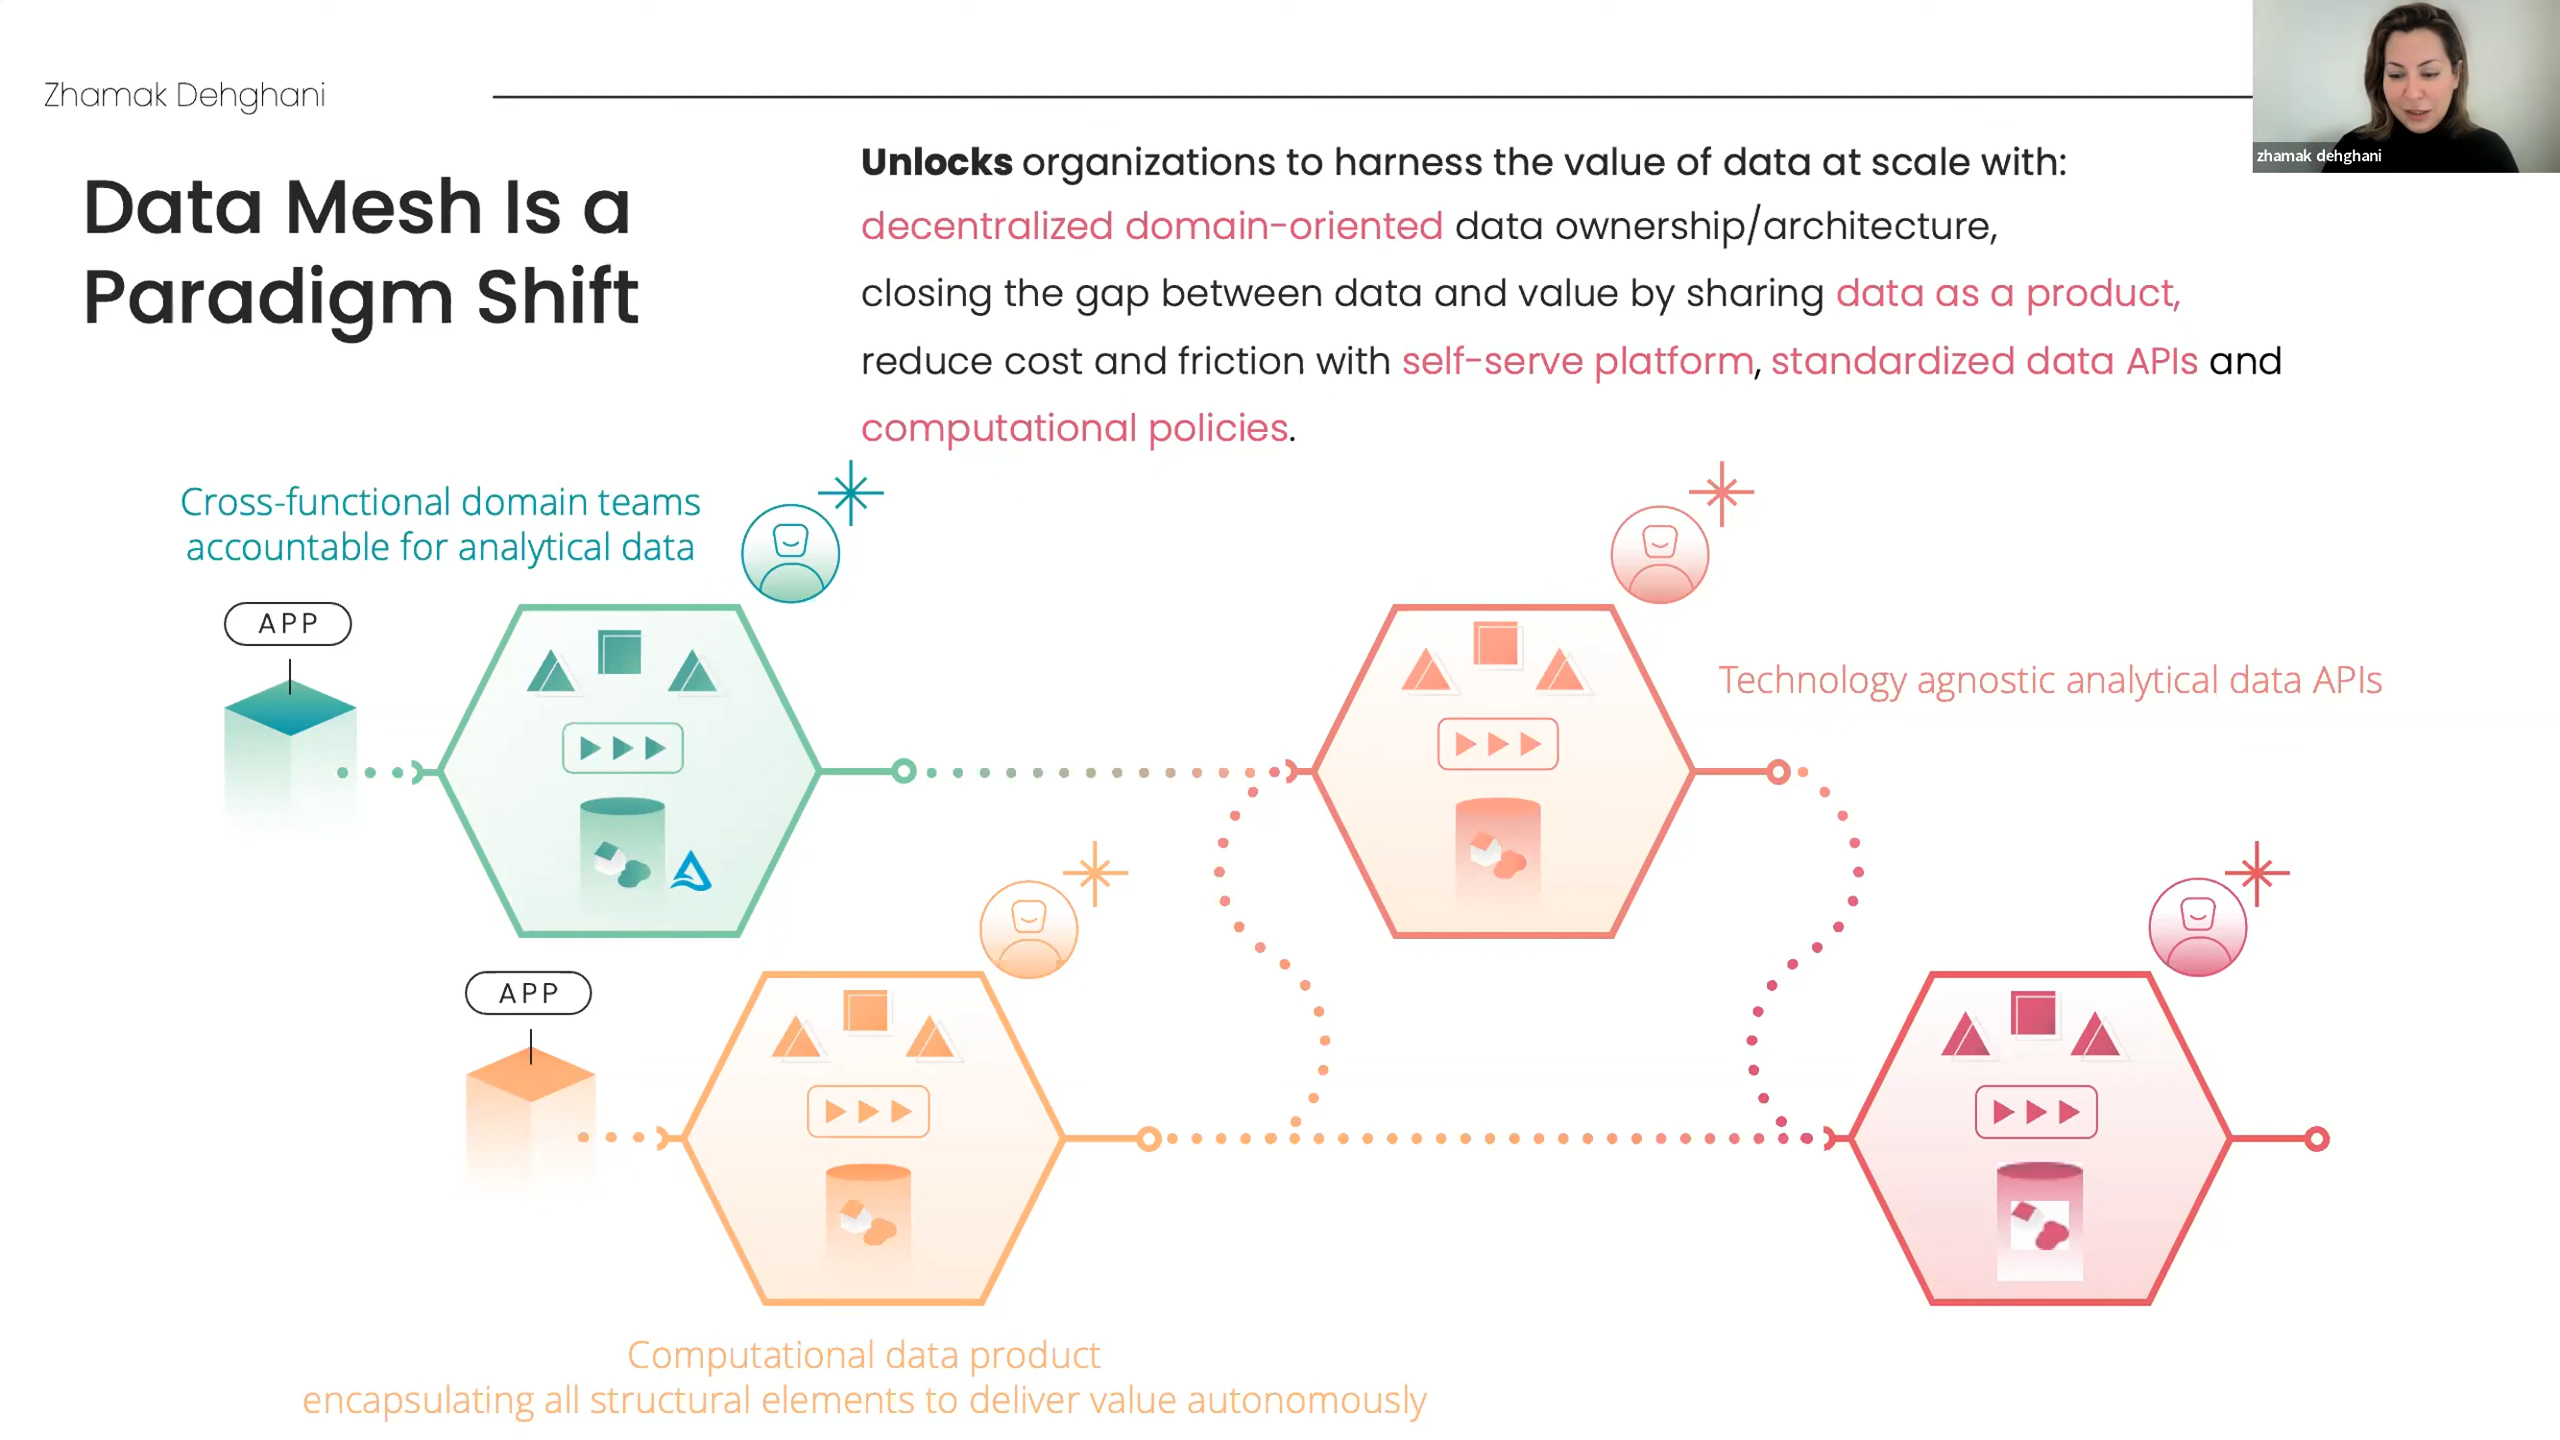 Zhamak Dehghani
zhamak dehghani
Data Mesh Is a
Paradigm Shift
Unlocks organizations to harness the value of data at scale with:
decentralized domain-oriented data ownership/architecture,
closing the gap between data and value by sharing data as a product,
reduce cost and friction with self-serve platform, standardized data APIs and
computational policies.
Cross-functional domain teams
accountable for analytical data
APP
Technology agnostic analytical data APIs
APP
Computational data product
encapsulating all structural elements to deliver value autonomously